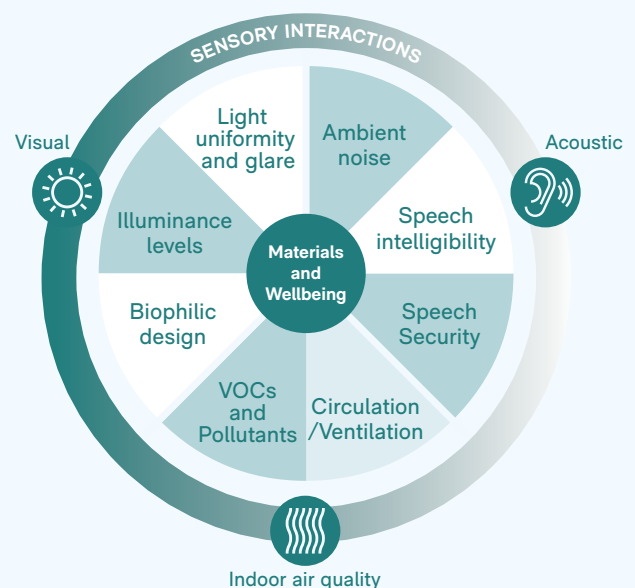 SENSORY INTERACTIONS
Visual
Acoustic
Light
uniformity
and glare
Ambient
noise
Speech
intelligibility
Speech
Security
Circulation
/Ventilation
VOCs
and
Pollutants
Biophilic
design
Illuminance
levels
Materials
and
Wellbeing
Indoor air quality